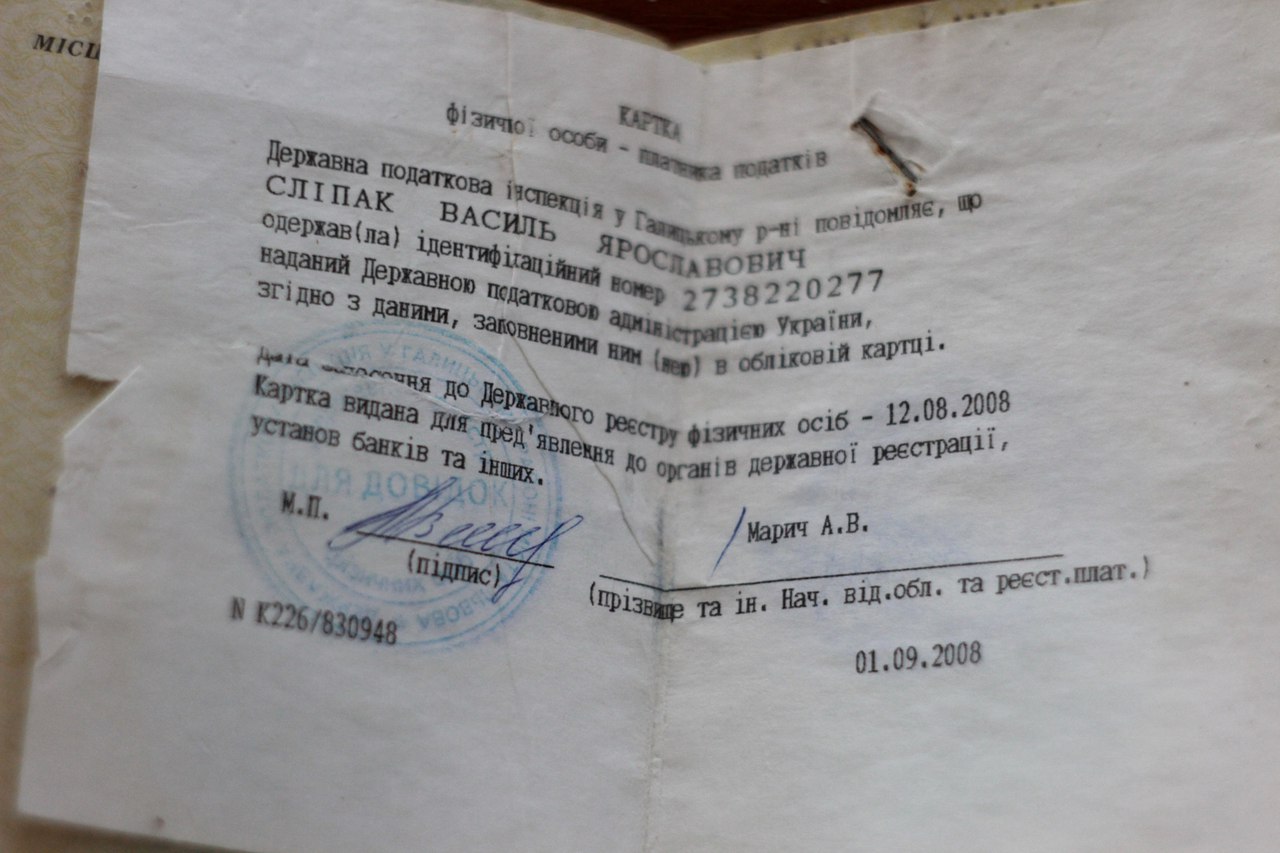 МІСЦ
КАРТКА
фізичної особи - платника податків
Державна податкова інспекція у Галицькому р-ні повідомляє, що
СЛІПАК ВАСИЛЬ ЯРОСЛАВОВИЧ
одержав(ла) ідентифікаційний номер 2738220277
наданий Державною податковою адміністрацією України,
згідно з даними, заповненими ним (нею) в обліковій картці.
Дата внесення до Державного реєстру фізичних осіб - 12.08.2008
Картка видана для пред'явлення до органів державної реєстрації,
установ банків та інших.
ДЛЯ ДОВІДОК
М.П.
Марич А.В.
(підпис)
(прізвище та ін. Нач. від.обл. та реєст.плат.)
N К226/830948
01.09.2008